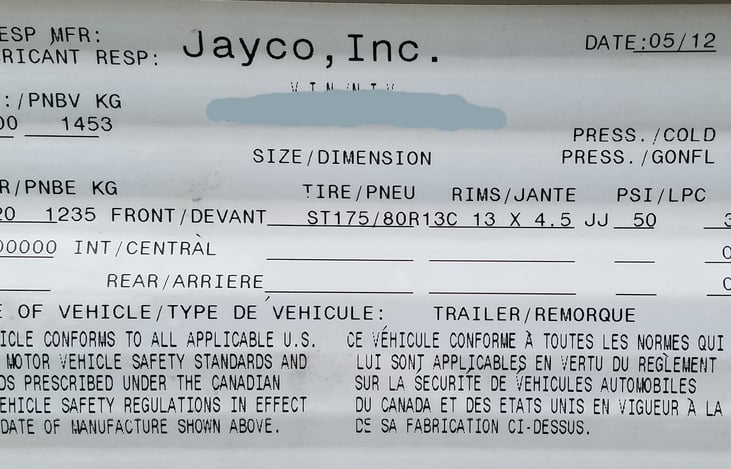 ESP MFR: Jayco,Inc. DATE:05/12
RICANT RESP:
:/PNBV KG
00 1453
PRESS./COLD
SIZE/DIMENSION PRESS./GONFL
R/PNBE KG TIRE/PNEU RIMS/JANTE PSI/LPC
20 1235 FRONT/DEVANT ST175/80R13C 13 X 4.5 JJ 50 3
00000 INT/CENTRÀL 0
REAR/ARRIERE 0
E OF VEHICLE/TYPE DE VEHICULE: TRAILER/REMORQUE
ICLE CONFORMS TO ALL APPLICABLE U.S. CE VÉHICULE CONFORME À TOUTES LES NORMES QUI
MOTOR VEHICLE SAFETY STANDARDS AND LUI SONT APPLICABLES EN VERTU DU REGLEMENT
DS PRESCRIBED UNDER THE CANADIAN SUR LA SECURITE DE VEHICULES AUTOMOBILES
EHICLE SAFETY REGULATIONS IN EFFECT DU CANADA ET DES ETATS UNIS EN VIGUEUR À LA
DATE OF MANUFACTURE SHOWN ABOVE. DE SA FABRICATION CI-DESSUS.